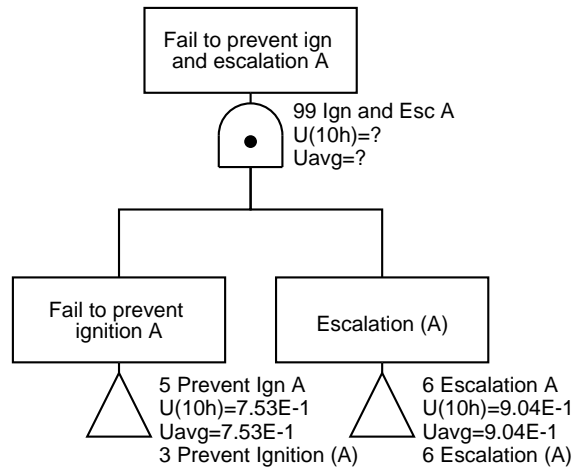 Fail to prevent ign
and escalation A
99 Ign and Esc A
U(10h)=?
Uavg=?
Fail to prevent
ignition A
Escalation (A)
5 Prevent Ign A
U(10h)=7.53E-1
Uavg=7.53E-1
3 Prevent Ignition (A)
6 Escalation A
U(10h)=9.04E-1
Uavg=9.04E-1
6 Escalation (A)